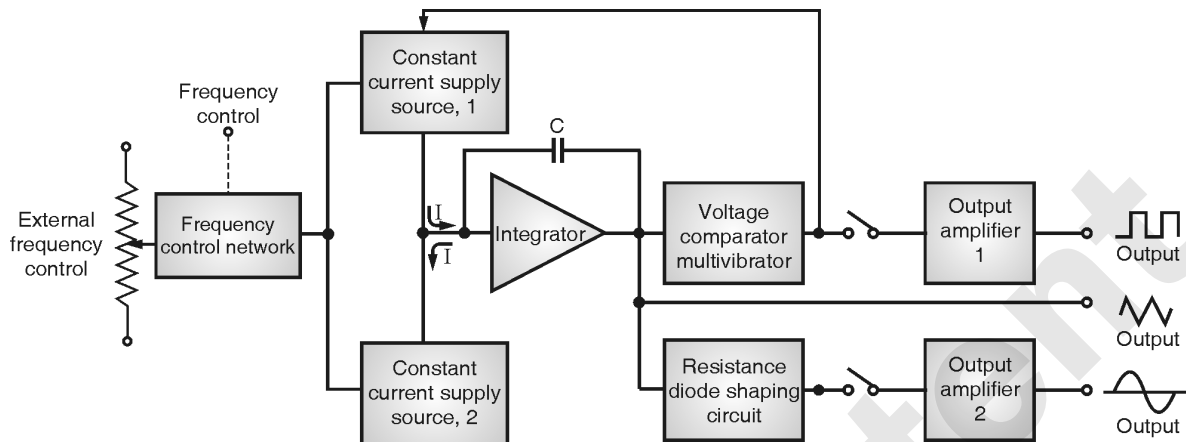 Constant
current supply
source, 1
Frequency
control
C
External
frequency
control
Frequency
control network
I
I
Integrator
Voltage
comparator
multivibrator
Output
amplifier
1
Output
Output
Constant
current supply
source, 2
Resistance
diode shaping
circuit
Output
amplifier
2
Output
tent